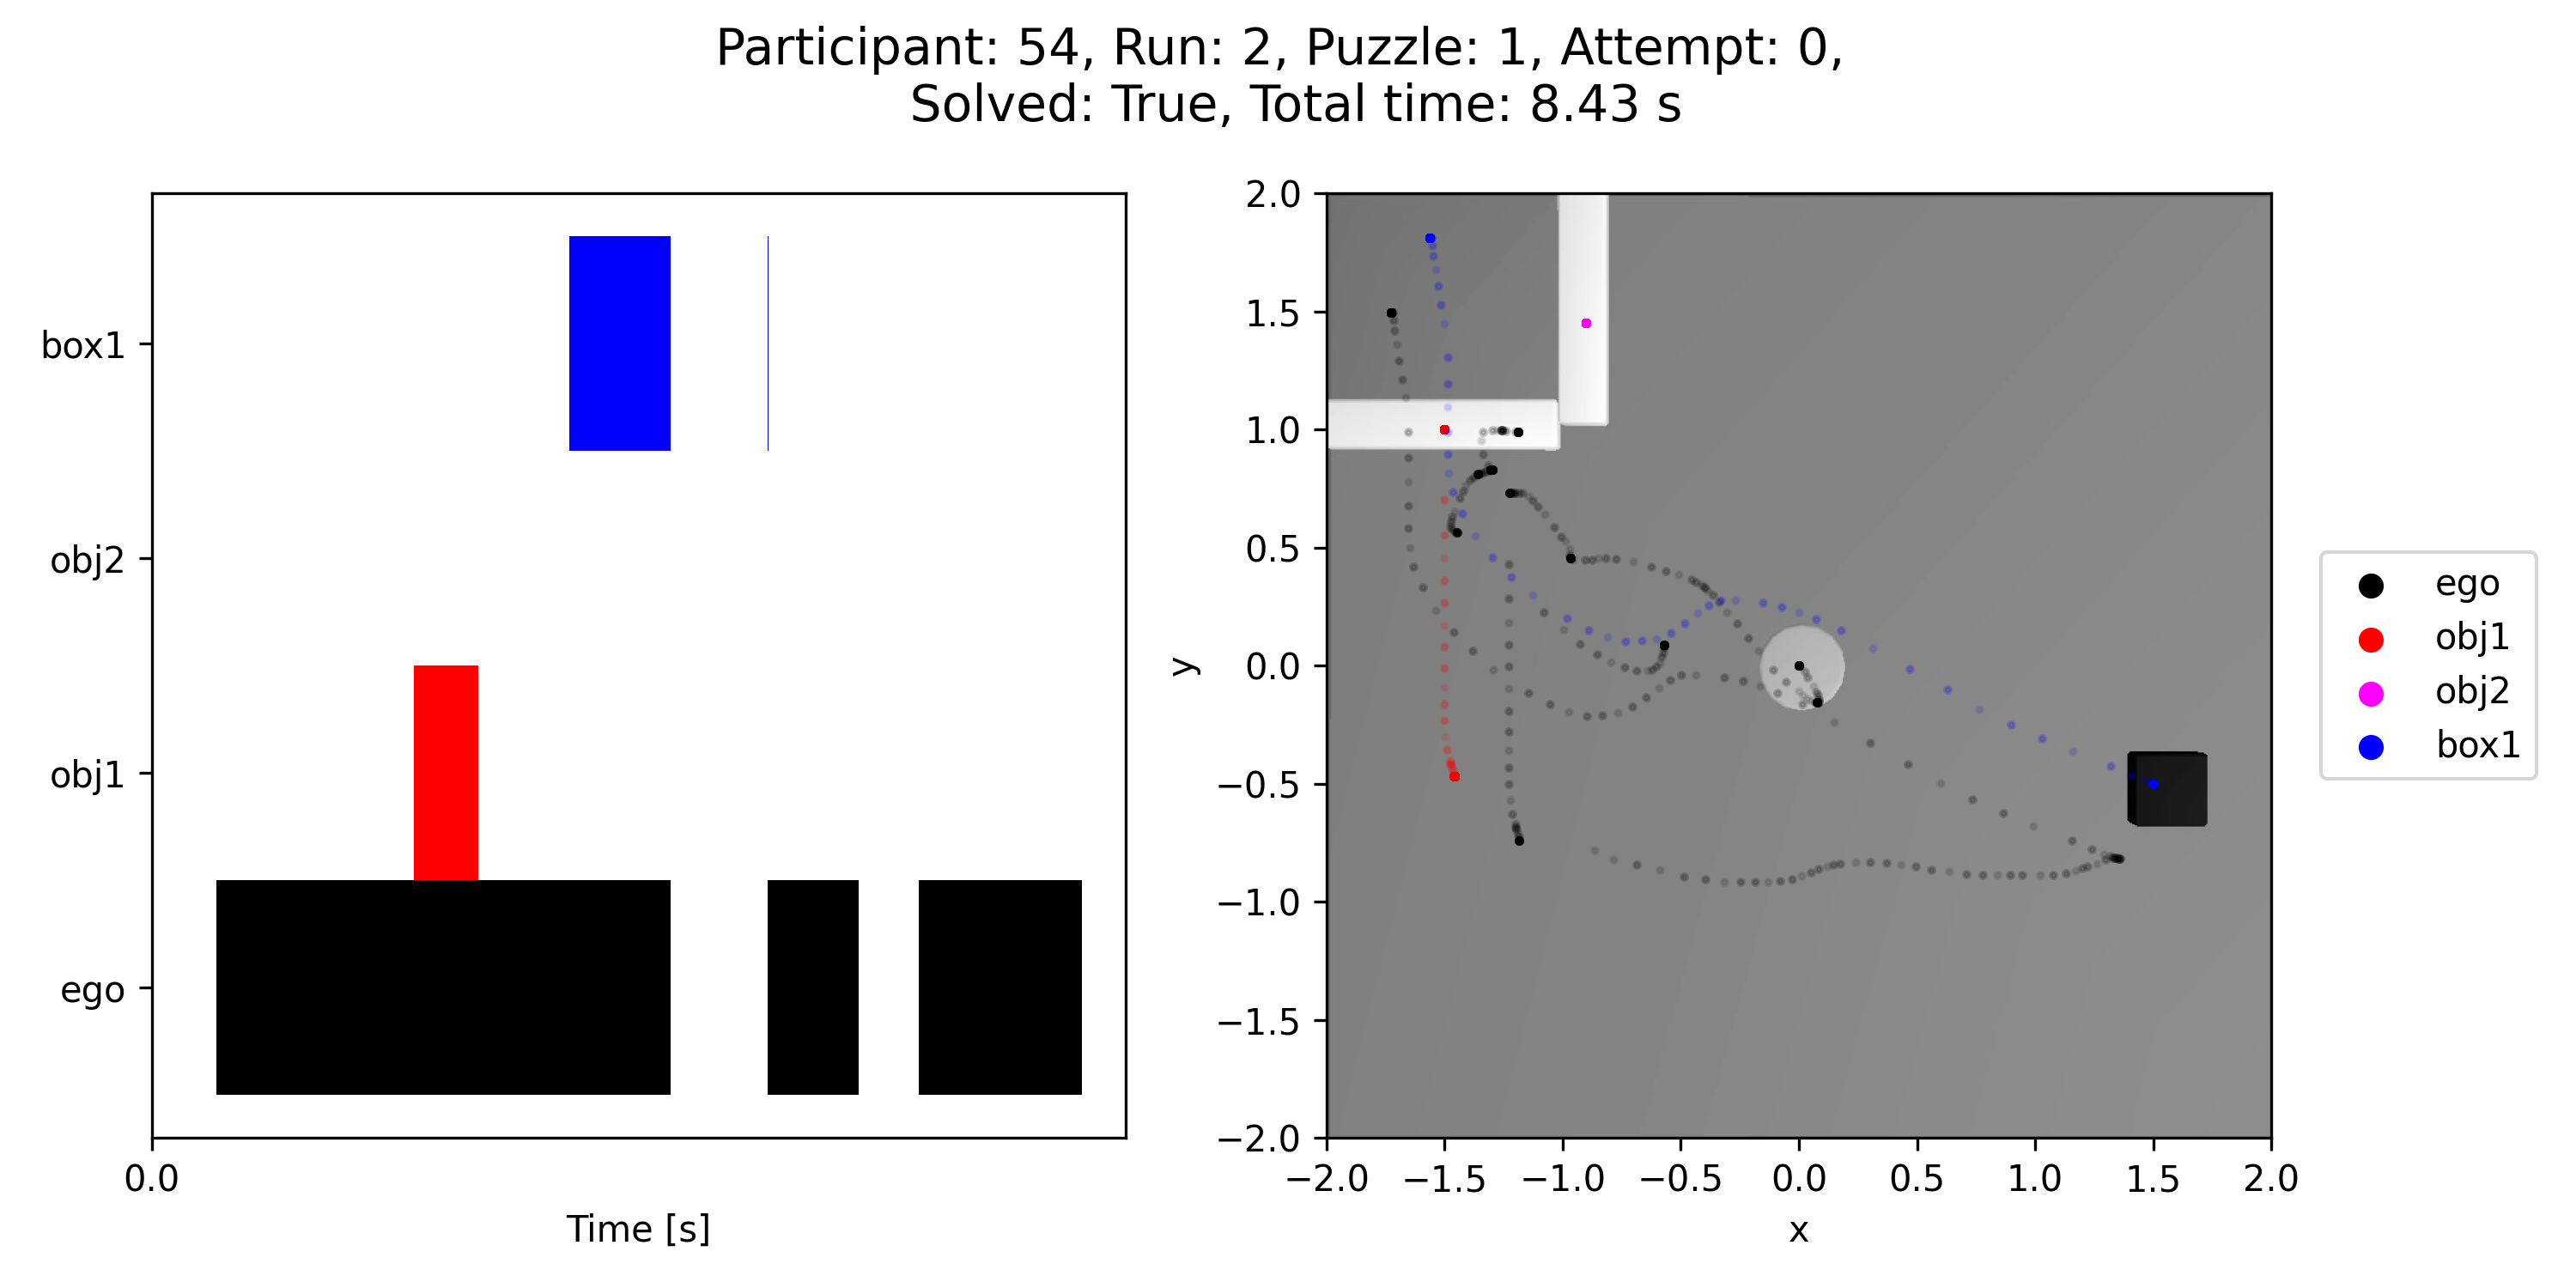 Participant: 54, Run: 2, Puzzle: 1, Attempt: 0,
Solved: True, Total time: 8.43 s
box1
obj2
obj1
ego
0.0
Time [s]
2.0
1.5
1.0
0.5
0.0
−0.5
−1.0
−1.5
−2.0
y
−2.0 −1.5 −1.0 −0.5 0.0 0.5 1.0 1.5 2.0
x
ego
obj1
obj2
box1